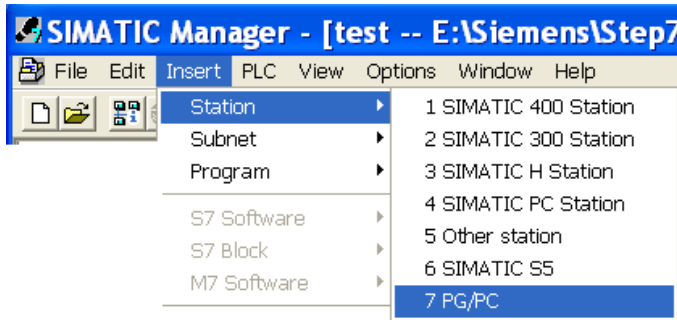 SIMATIC Manager - [test -- E:\Siemens\Step7
File Edit Insert PLC View Options Window Help
Station
Subnet
Program
S7 Software
S7 Block
M7 Software
1 SIMATIC 400 Station
2 SIMATIC 300 Station
3 SIMATIC H Station
4 SIMATIC PC Station
5 Other station
6 SIMATIC S5
7 PG/PC